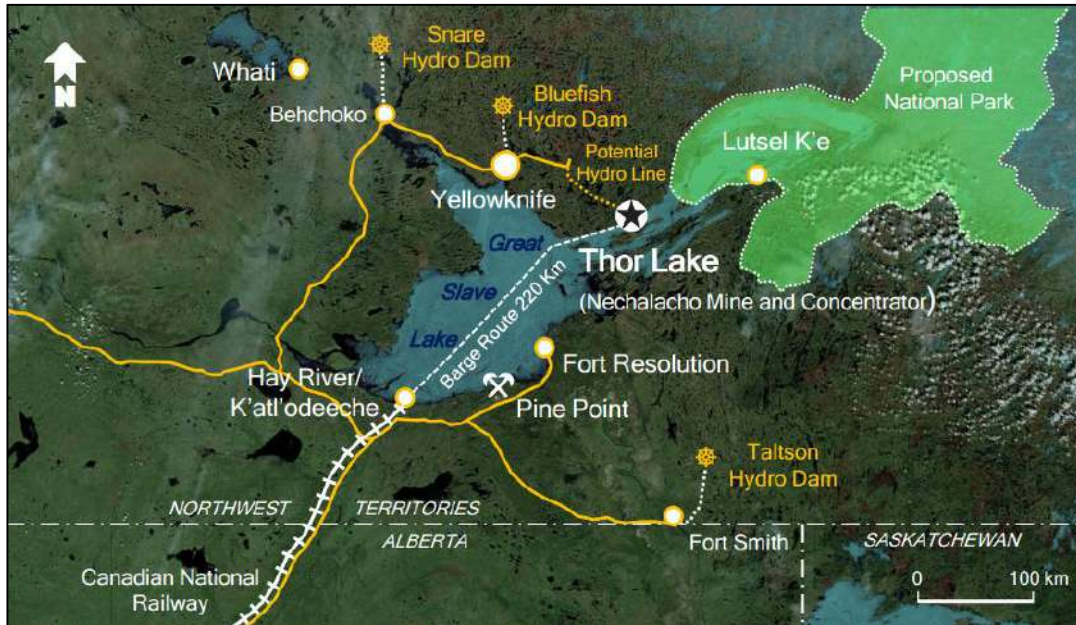 N
Whati
Snare
Hydro Dam
Behchoko
Bluefish
Hydro Dam
Yellowknife
Potential
Hydro Line
Proposed
National Park
Lutsel K'e
Great
Slave
Lake
Barge Route 220 Km
Thor Lake
(Nechalacho Mine and Concentrator)
Hay River/
K'atl'odeeche
Fort Resolution
Pine Point
Taltson
Hydro Dam
NORTHWEST TERRITORIES
ALBERTA
Fort Smith
SASKATCHEWAN
Canadian National
Railway
0 100 km